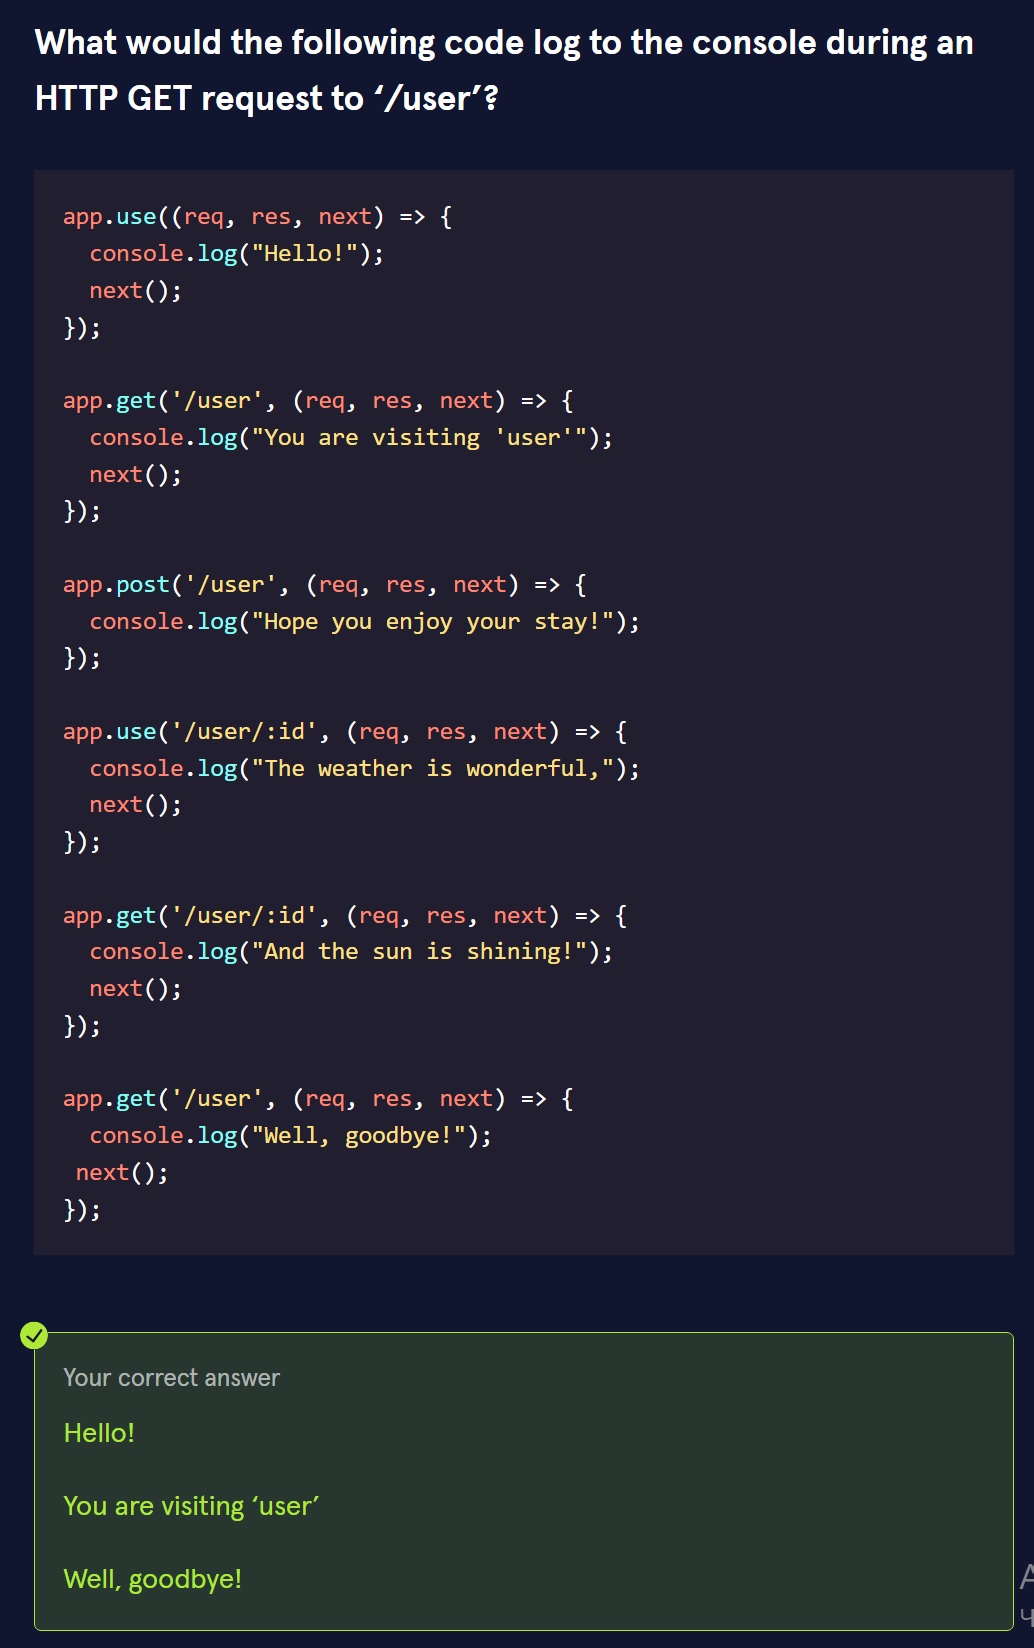 What would the following code log to the console during an
HTTP GET request to ‘/user’?
app.use((req, res, next) => {
  console.log("Hello!");
  next();
});
app.get('/user', (req, res, next) => {
  console.log("You are visiting 'user'");
  next();
});
app.post('/user', (req, res, next) => {
  console.log("Hope you enjoy your stay!");
});
app.use('/user/:id', (req, res, next) => {
  console.log("The weather is wonderful,");
  next();
});
app.get('/user/:id', (req, res, next) => {
  console.log("And the sun is shining!");
  next();
});
app.get('/user', (req, res, next) => {
  console.log("Well, goodbye!");
 next();
});
Your correct answer
Hello!
You are visiting ‘user’
Well, goodbye!